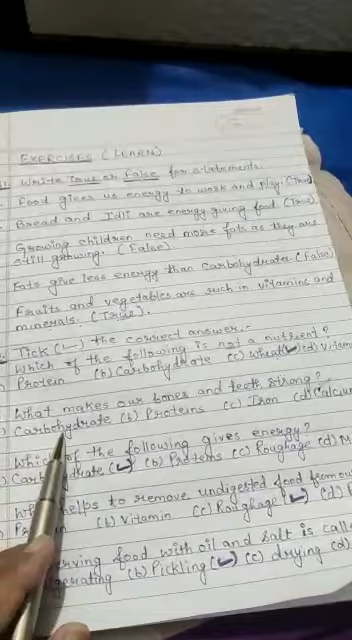 EXERCISES (LEARN)
Write True or False for statements.
Food gives us energy to work and play. (True)
Bread and Idli are energy giving food (True).
Growing children need more fats as they are
still growing. (False)
Fats give less energy than carbohydrates. (False)
Fruits and vegetables are such in vitamins and
minerals. (True).
Tick (✓) the correct answer.-
Which of the following is not a nutrient?
Protein (b) Carbohydrate (c) wheat(✓) (d) Vitam
What makes our bones and teeth strong?
Carbohydrate (b) Proteins (c) Iron (d) Calciu
Which of the following gives energy?
(✓) (b) Proteins (c) Roughage (d) M
helps to remove undigested food from ou
(b) Vitamin (c) Roughage (✓) (d)
food with oil and salt is calle
(b) Pickling (✓) (c) drying (d)